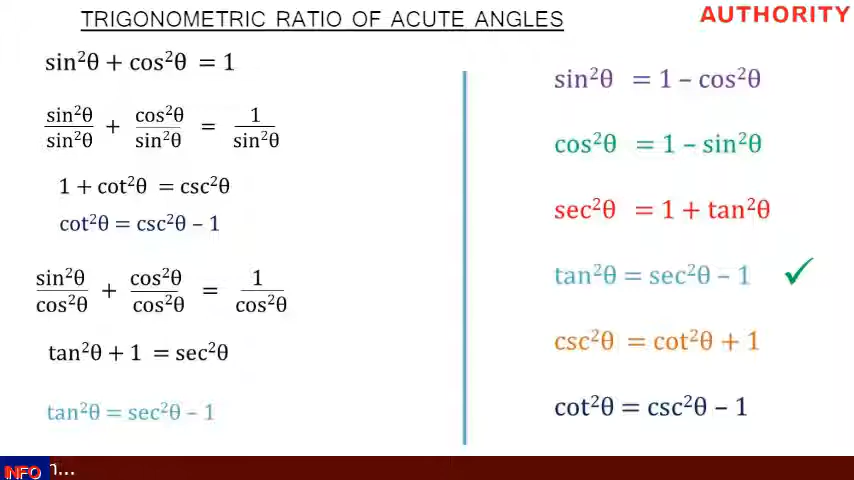 TRIGONOMETRIC RATIO OF ACUTE ANGLES
AUTHORITY
sin²θ + cos²θ = 1
sin²θ/sin²θ + cos²θ/sin²θ = 1/sin²θ
1 + cot²θ = csc²θ
cot²θ = csc²θ – 1
sin²θ/cos²θ + cos²θ/cos²θ = 1/cos²θ
tan²θ + 1 = sec²θ
tan²θ = sec²θ – 1
sin²θ = 1 – cos²θ
cos²θ = 1 – sin²θ
sec²θ = 1 + tan²θ
tan²θ = sec²θ – 1 ✓
csc²θ = cot²θ + 1
cot²θ = csc²θ – 1
INFO